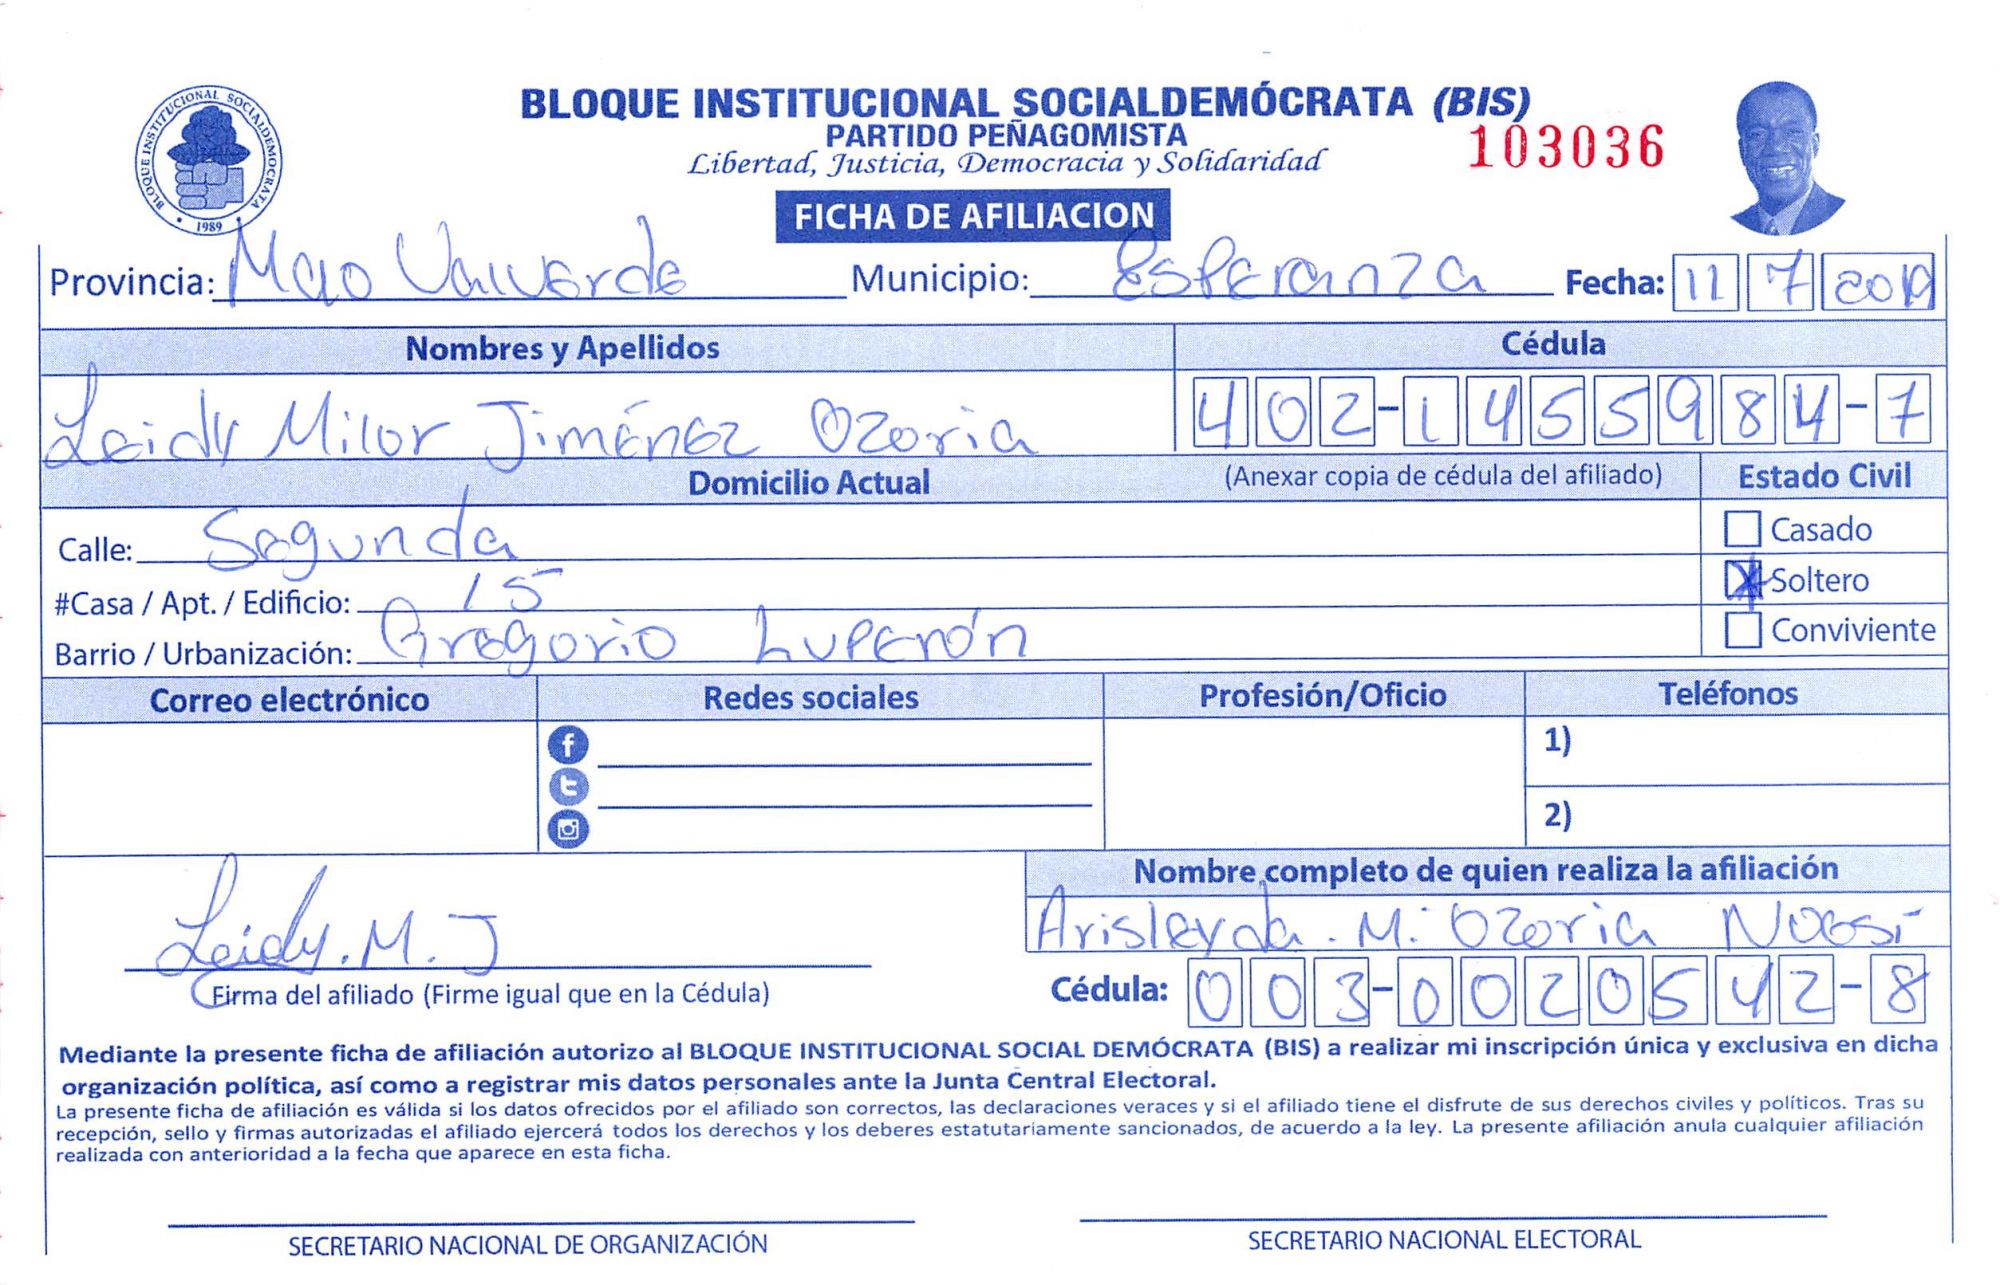 BLOQUE INSTITUCIONAL SOCIALDEMOCRATA
1989
BLOQUE INSTITUCIONAL SOCIALDEMÓCRATA (BIS)
PARTIDO PEÑAGOMISTA
103036
Libertad, Justicia, Democracia y Solidaridad
FICHA DE AFILIACION
Provincia: Mao Valverde Municipio: Esperanza Fecha: 11 7 2019
Nombres y Apellidos Cédula
Leidy Milor Jiménez Ozoria 402-1455984-7
Domicilio Actual (Anexar copia de cédula del afiliado) Estado Civil
Calle: Segunda Casado
#Casa / Apt. / Edificio: 15 Soltero
Barrio / Urbanización: Gregorio Luperón Conviviente
Correo electrónico Redes sociales Profesión/Oficio Teléfonos
1)
2)
Nombre completo de quien realiza la afiliación
Arisleyda. M. Ozoria
Leidy. M. J
Firma del afiliado (Firme igual que en la Cédula) Cédula: 003-0020542-8
Mediante la presente ficha de afiliación autorizo al BLOQUE INSTITUCIONAL SOCIAL DEMÓCRATA (BIS) a realizar mi inscripción única y exclusiva en dicha
organización política, así como a registrar mis datos personales ante la Junta Central Electoral.
La presente ficha de afiliación es válida si los datos ofrecidos por el afiliado son correctos, las declaraciones veraces y si el afiliado tiene el disfrute de sus derechos civiles y políticos. Tras su
recepción, sello y firmas autorizadas el afiliado ejercerá todos los derechos y los deberes estatutariamente sancionados, de acuerdo a la ley. La presente afiliación anula cualquier afiliación
realizada con anterioridad a la fecha que aparece en esta ficha.
SECRETARIO NACIONAL DE ORGANIZACIÓN SECRETARIO NACIONAL ELECTORAL